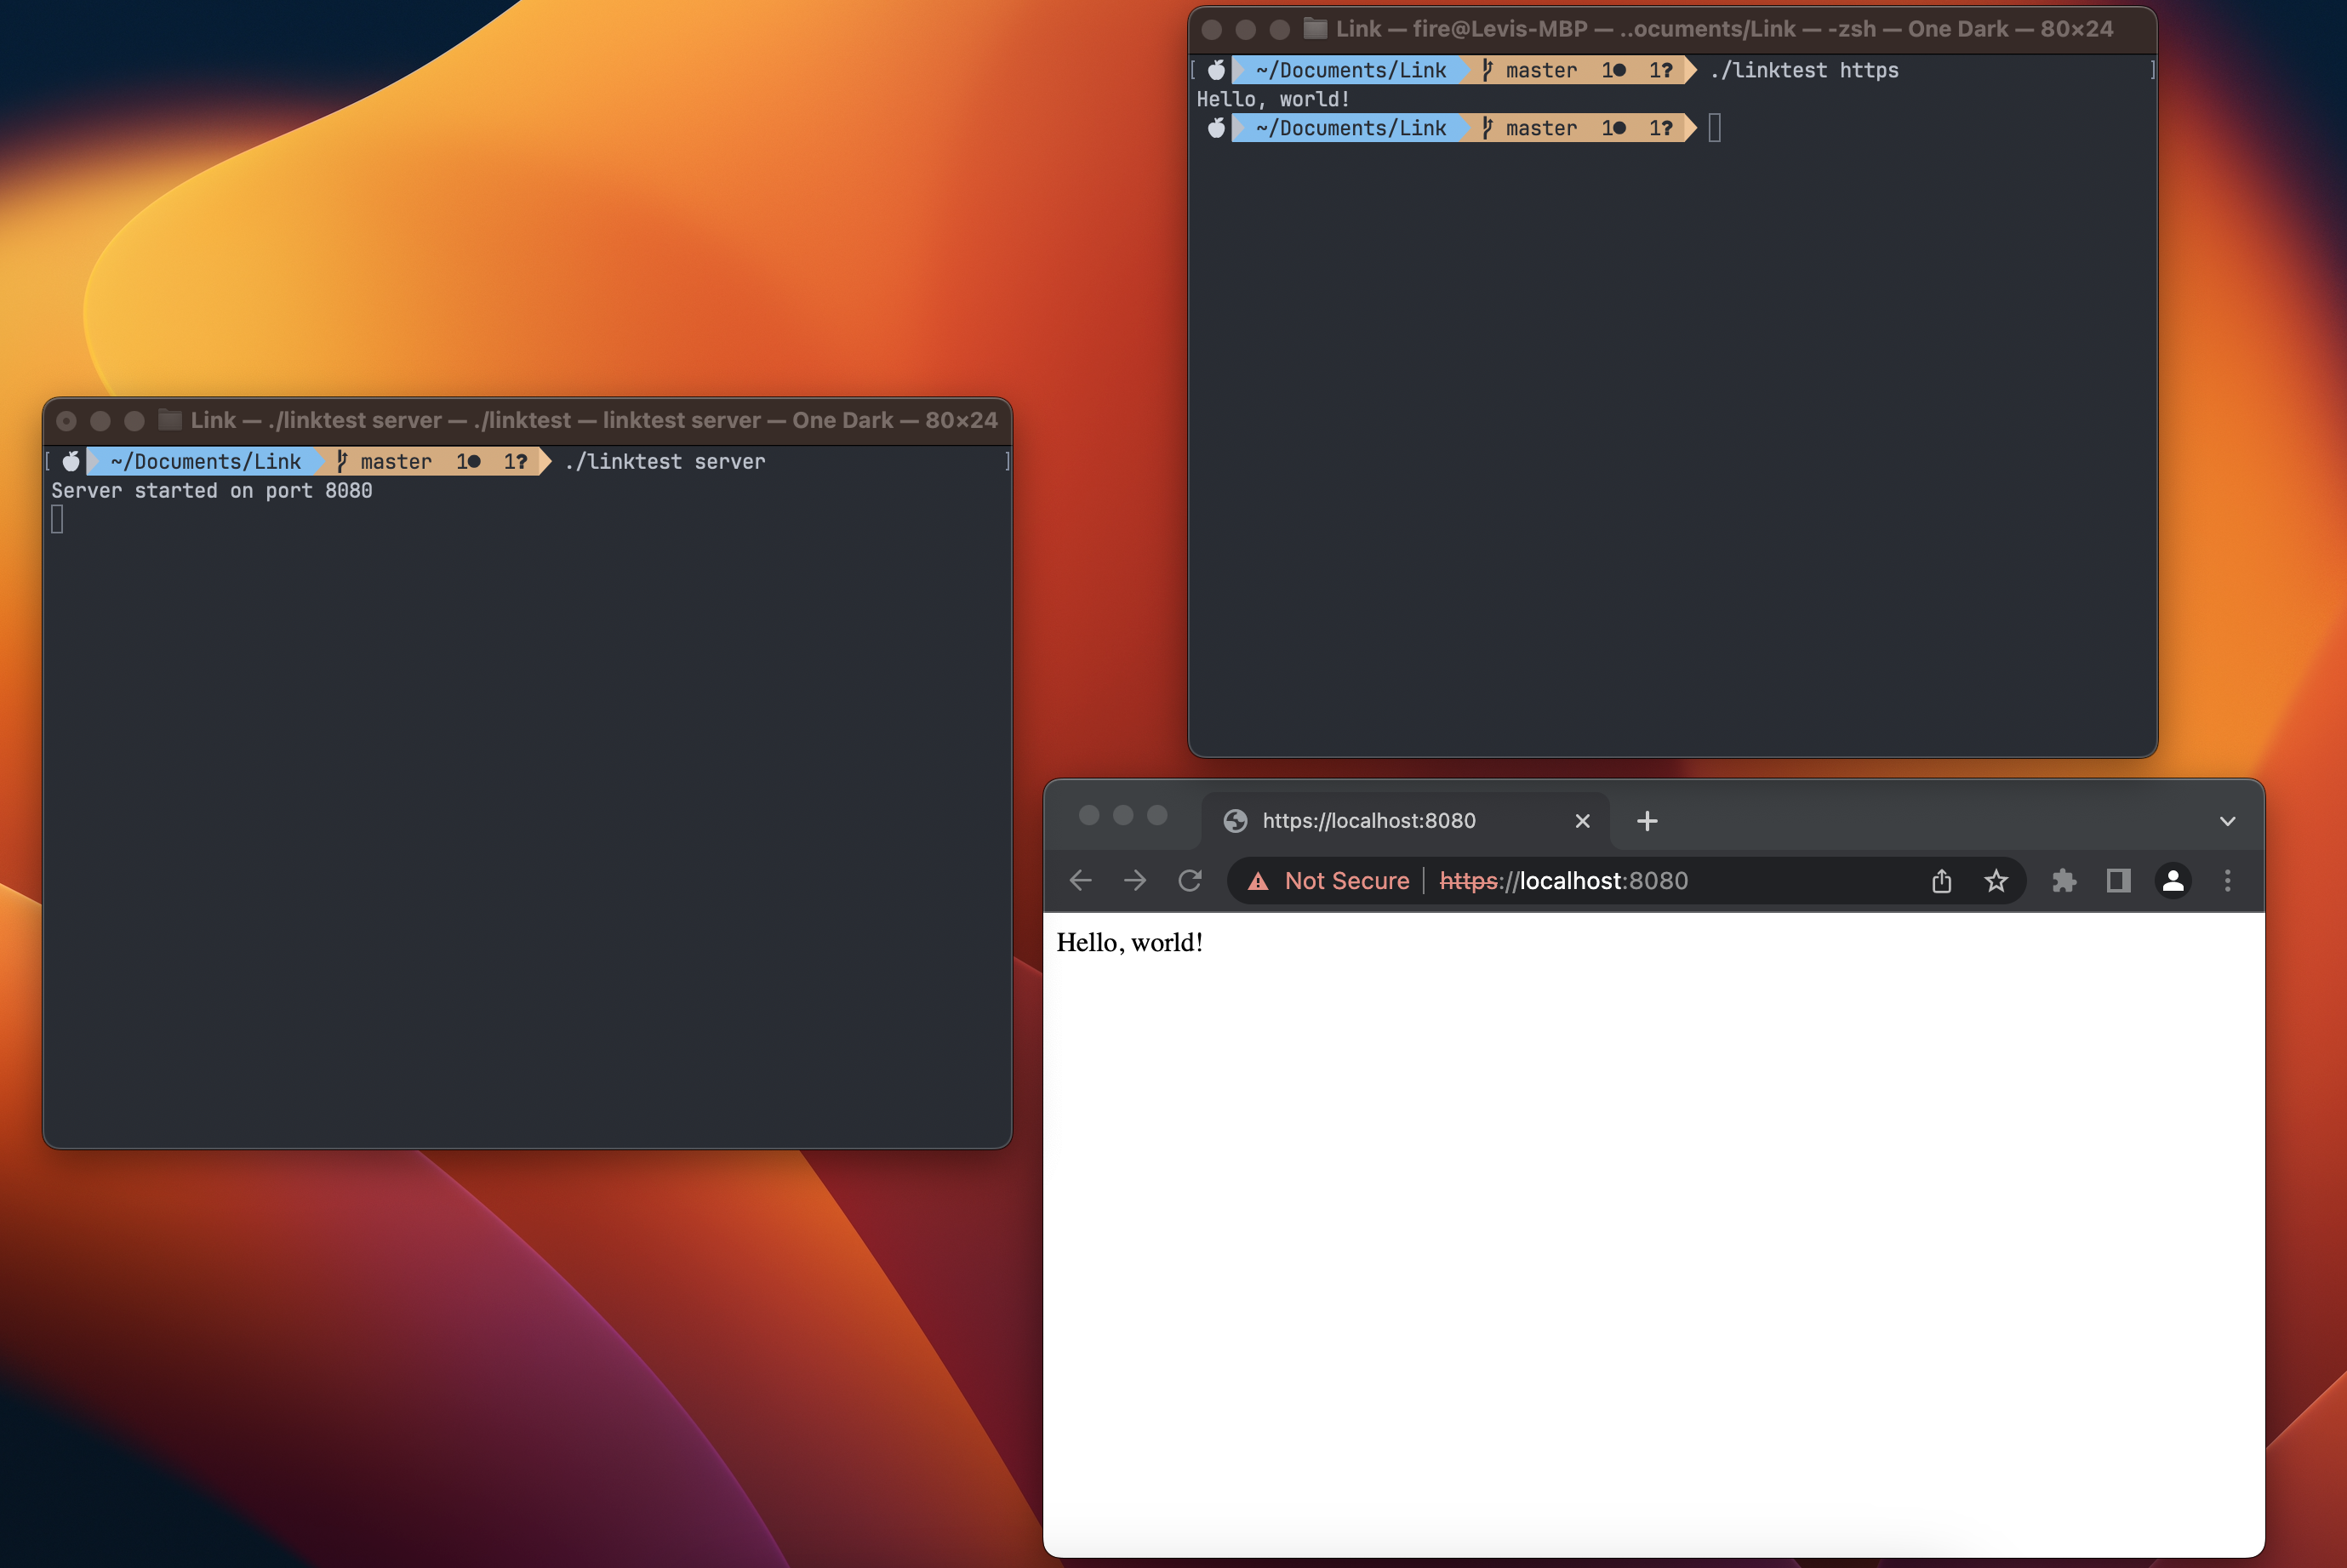 Link — fire@Levis-MBP — ..ocuments/Link — -zsh — One Dark — 80×24
[ ~/Documents/Link master 1● 1? ./linktest https ]
Hello, world!
~/Documents/Link master 1● 1?
Link — ./linktest server — ./linktest — linktest server — One Dark — 80×24
[ ~/Documents/Link master 1● 1? ./linktest server ]
Server started on port 8080
https://localhost:8080
Not Secure | https://localhost:8080
Hello, world!